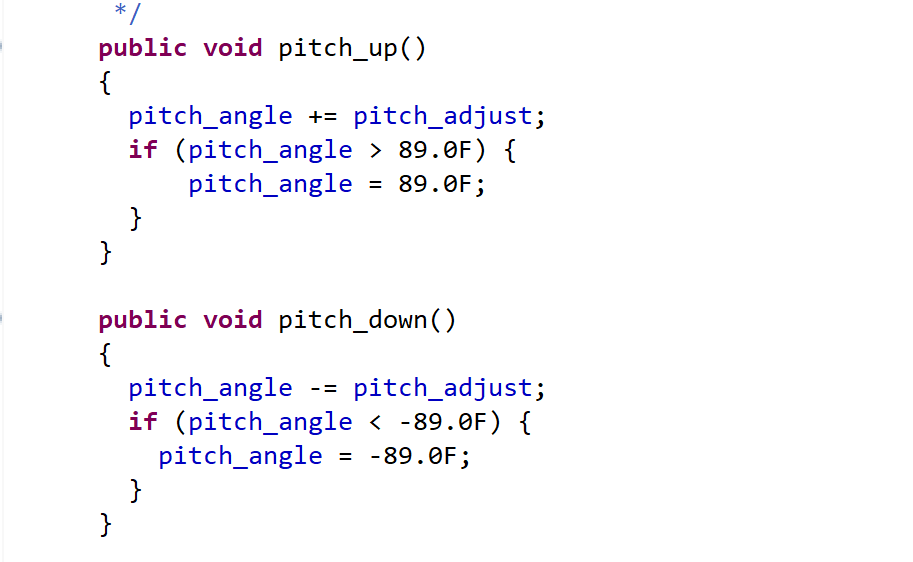 */
public void pitch_up()
{
pitch_angle += pitch_adjust;
if (pitch_angle > 89.0F) {
pitch_angle = 89.0F;
}
}
public void pitch_down()
{
pitch_angle -= pitch_adjust;
if (pitch_angle < -89.0F) {
pitch_angle = -89.0F;
}
}